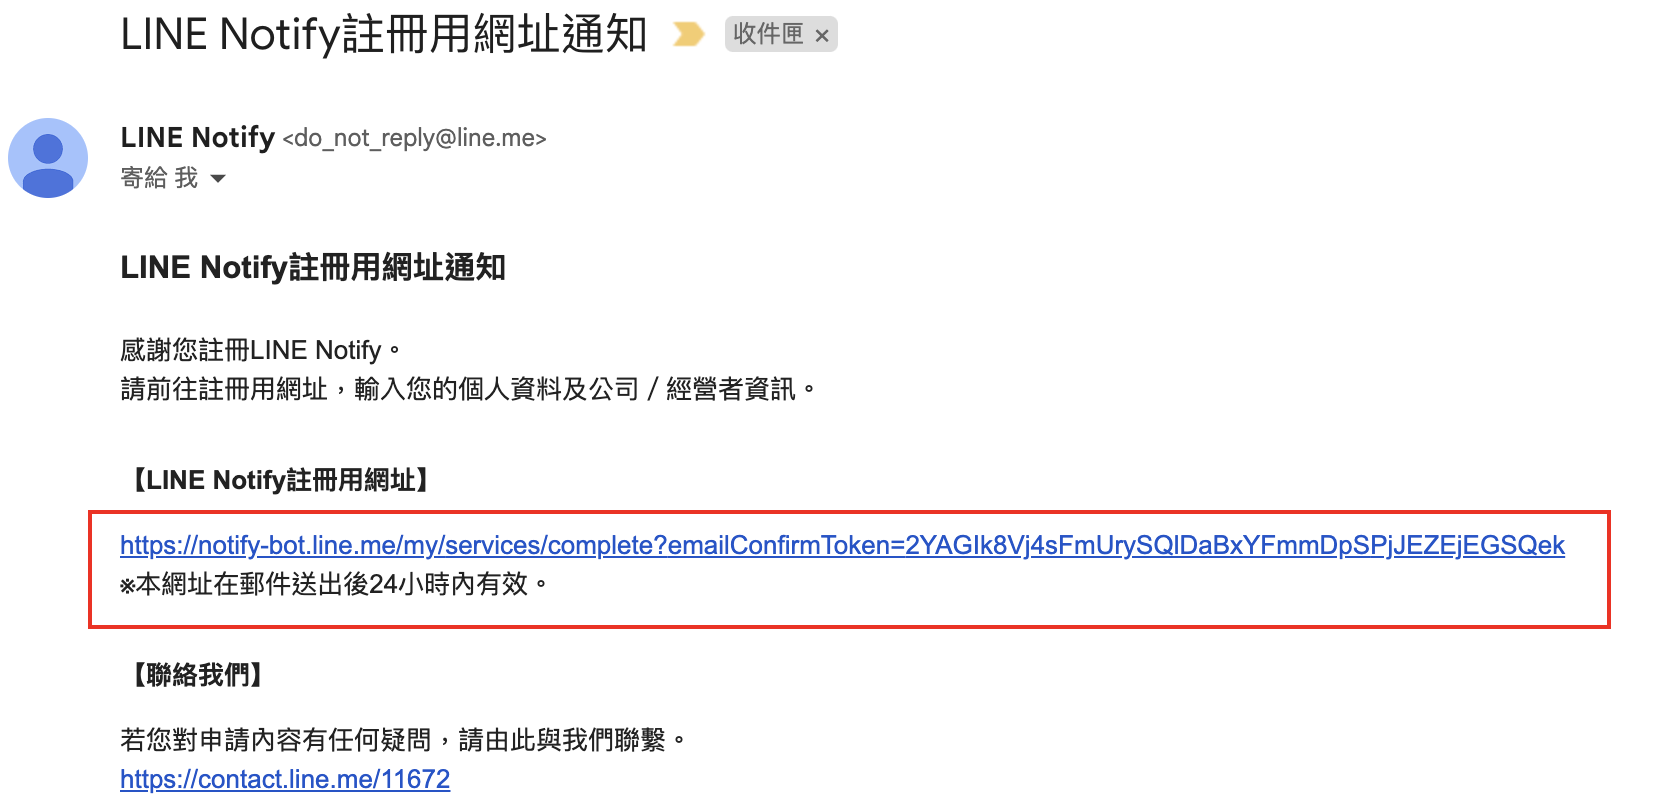 LINE Notify註冊用網址通知 收件匣 ×
LINE Notify <do_not_reply@line.me>
寄給 我
LINE Notify註冊用網址通知
感謝您註冊LINE Notify。
請前往註冊用網址，輸入您的個人資料及公司／經營者資訊。
【LINE Notify註冊用網址】
https://notify-bot.line.me/my/services/complete?emailConfirmToken=2YAGIk8Vj4sFmUrySQIDaBxYFmmDpSPjJEZEjEGSQek
※本網址在郵件送出後24小時內有效。
【聯絡我們】
若您對申請內容有任何疑問，請由此與我們聯繫。
https://contact.line.me/11672